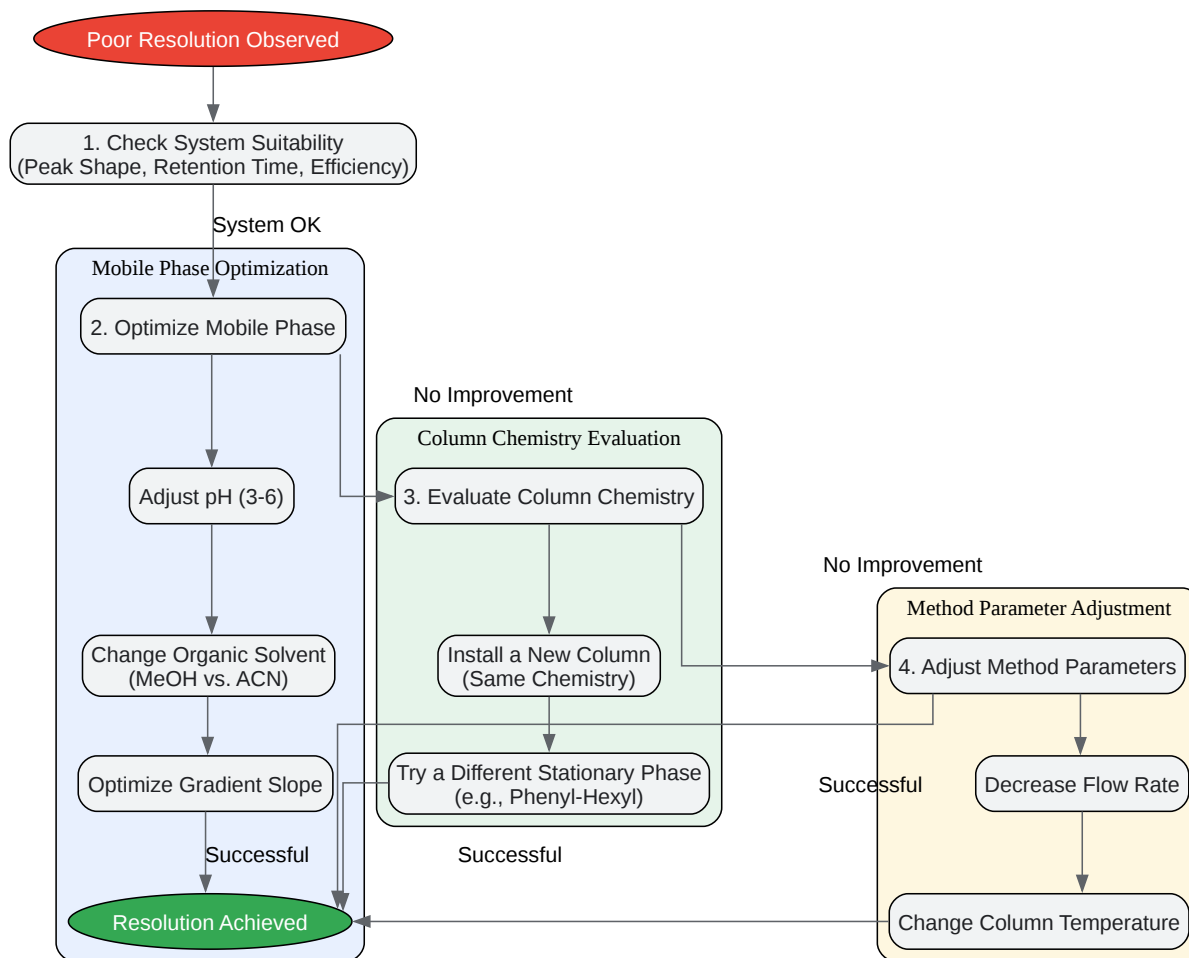 Poor Resolution Observed
1. Check System Suitability
(Peak Shape, Retention Time, Efficiency)
System OK
Mobile Phase Optimization
2. Optimize Mobile Phase
No Improvement
Column Chemistry Evaluation
Adjust pH (3-6)
3. Evaluate Column Chemistry
No Improvement
Method Parameter Adjustment
Change Organic Solvent
(MeOH vs. ACN)
Install a New Column
(Same Chemistry)
4. Adjust Method Parameters
Optimize Gradient Slope
Try a Different Stationary Phase
(e.g., Phenyl-Hexyl)
Successful
Decrease Flow Rate
Successful
Successful
Resolution Achieved
Change Column Temperature